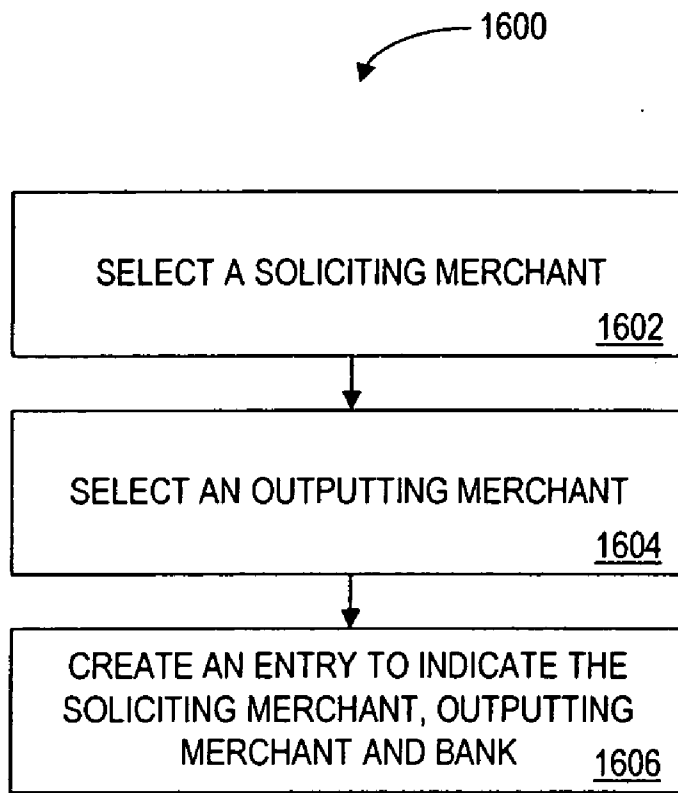 1600
SELECT A SOLICITING MERCHANT
1602
SELECT AN OUTPUTTING MERCHANT
1604
CREATE AN ENTRY TO INDICATE THE
SOLICITING MERCHANT, OUTPUTTING
MERCHANT AND BANK
1606